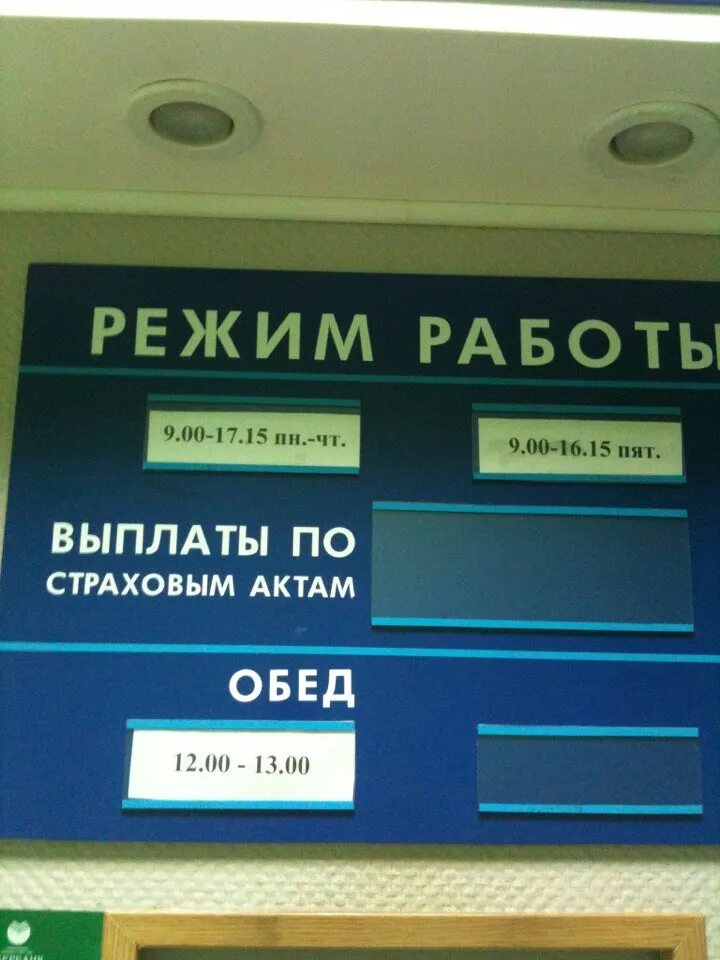 РЕЖИМ РАБОТЫ
9.00-17.15 пн.-чт.
9.00-16.15 пят.
ВЫПЛАТЫ ПО
СТРАХОВЫМ АКТАМ
ОБЕД
12.00 - 13.00